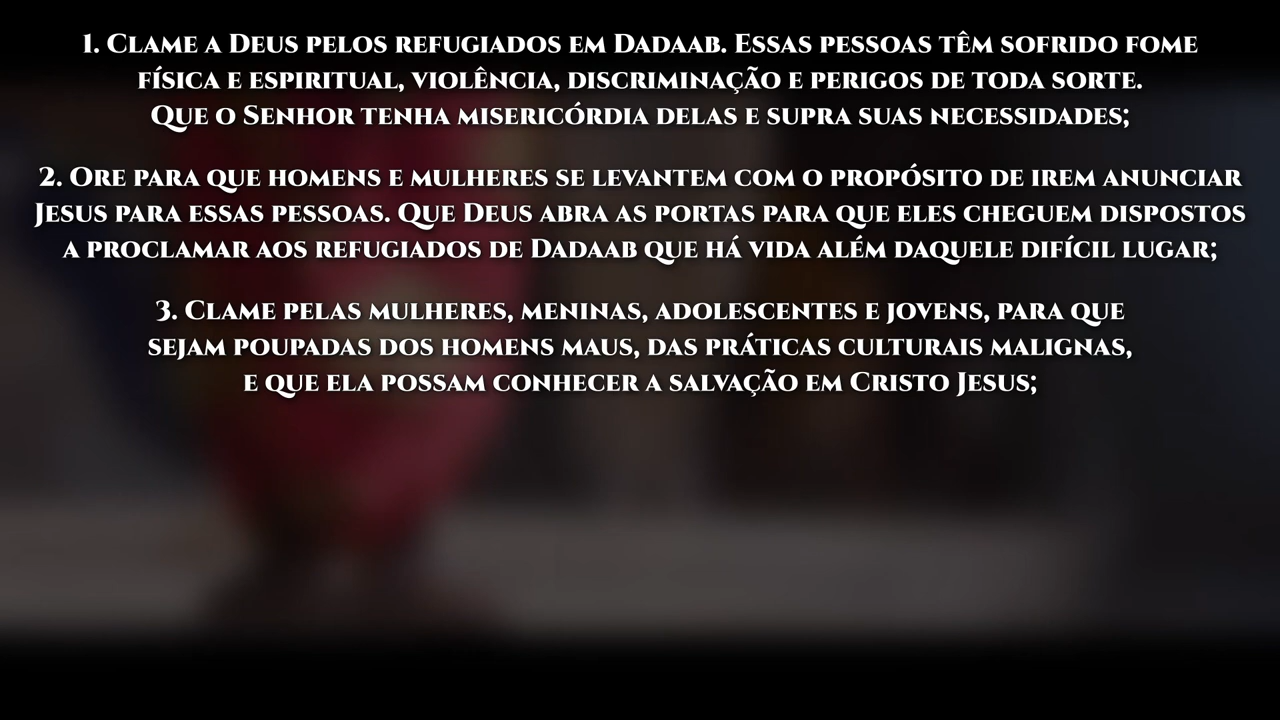 1. Clame a Deus pelos refugiados em Dadaab. Essas pessoas têm sofrido fome
física e espiritual, violência, discriminação e perigos de toda sorte.
Que o Senhor tenha misericórdia delas e supra suas necessidades;
2. Ore para que homens e mulheres se levantem com o propósito de irem anunciar
Jesus para essas pessoas. Que Deus abra as portas para que eles cheguem dispostos
a proclamar aos refugiados de Dadaab que há vida além daquele difícil lugar;
3. Clame pelas mulheres, meninas, adolescentes e jovens, para que
sejam poupadas dos homens maus, das práticas culturais malignas,
e que ela possam conhecer a salvação em Cristo Jesus;